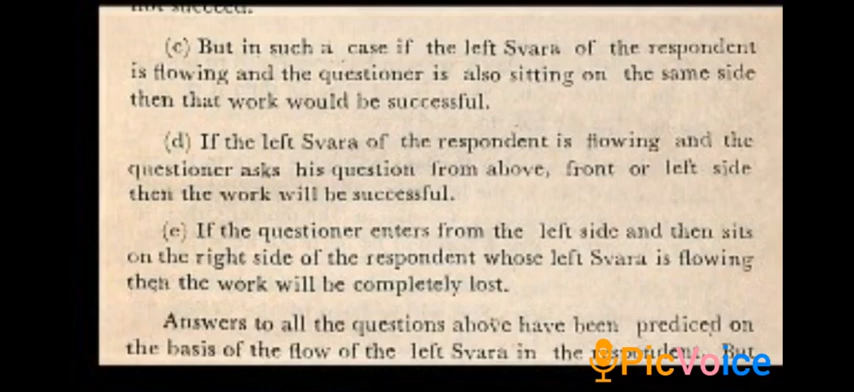 not succeed.
(c) But in such a case if the left Svara of the respondent
is flowing and the questioner is also sitting on the same side
then that work would be successful.
(d) If the left Svara of the respondent is flowing and the
questioner asks his question from above, front or left side
then the work will be successful.
(e) If the questioner enters from the left side and then sits
on the right side of the respondent whose left Svara is flowing
then the work will be completely lost.
Answers to all the questions above have been prediced on
the basis of the flow of the left Svara in the respondent. But
PicVoice